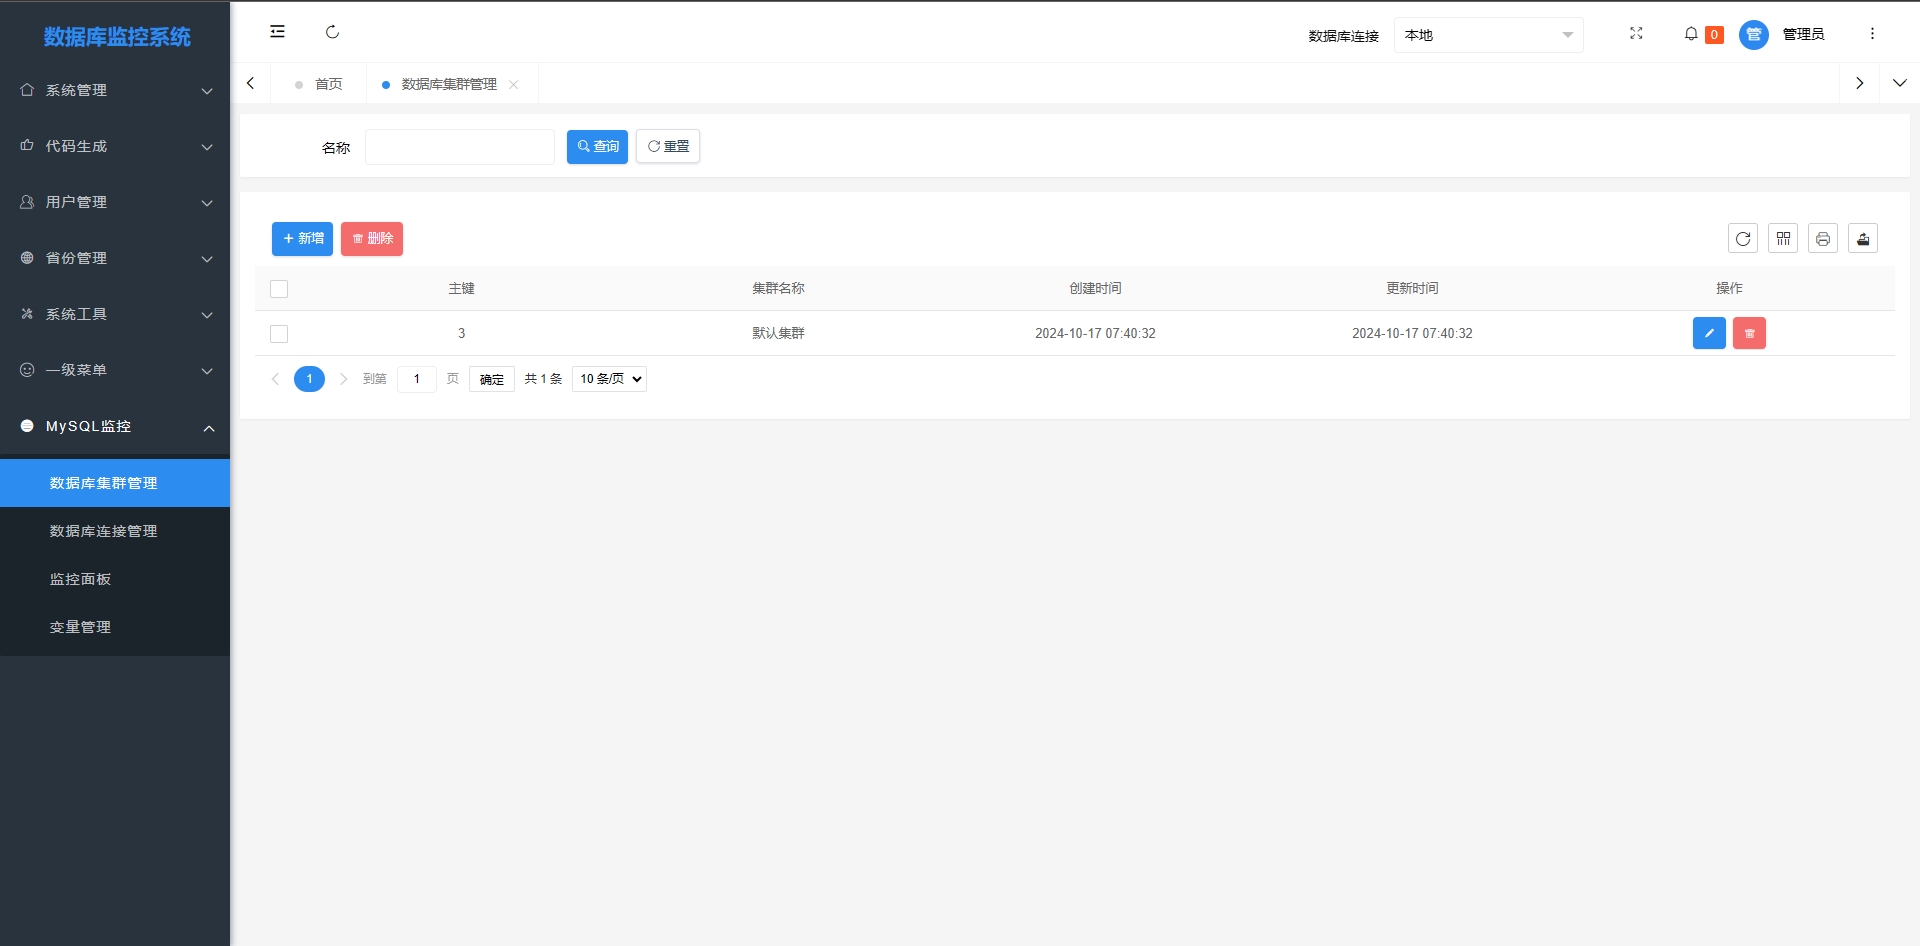 数据库监控系统
数据库连接 本地 0 管 管理员
系统管理
代码生成
用户管理
省份管理
系统工具
一级菜单
MySQL监控
数据库集群管理
数据库连接管理
监控面板
变量管理
首页 数据库集群管理
名称 查询 重置
新增 删除
主键 集群名称 创建时间 更新时间 操作
3 默认集群 2024-10-17 07:40:32 2024-10-17 07:40:32
1 到第 1 页 确定 共 1 条 10 条/页